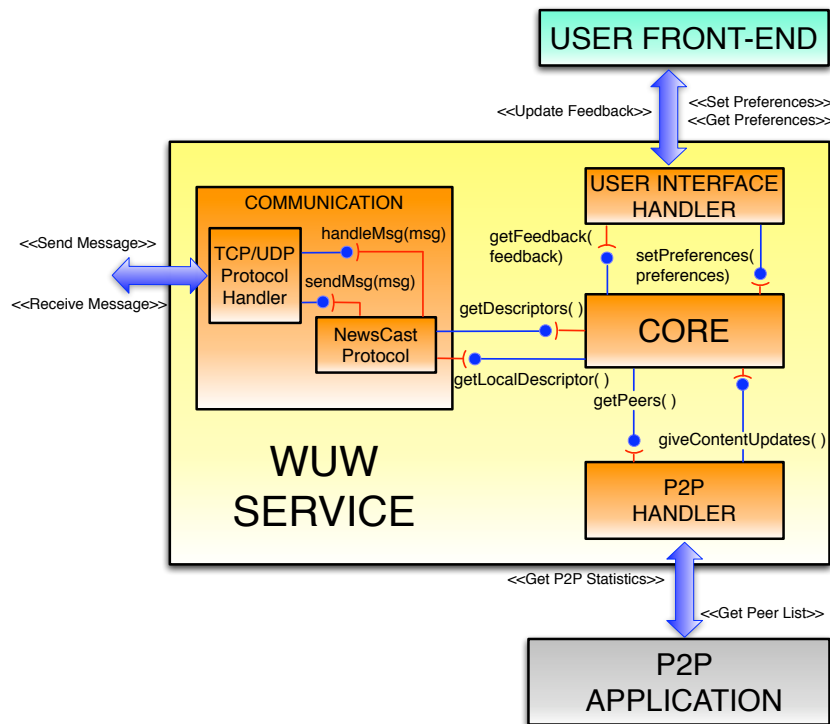 USER FRONT-END
<<Update Feedback>>
<<Set Preferences>>
<<Get Preferences>>
COMMUNICATION
USER INTERFACE
HANDLER
<<Send Message>>
<<Receive Message>>
TCP/UDP
Protocol
Handler
handleMsg(msg)
sendMsg(msg)
NewsCast
Protocol
getFeedback(
feedback)
setPreferences(
preferences)
getDescriptors( )
CORE
getLocalDescriptor( )
getPeers( )
giveContentUpdates( )
WUW
SERVICE
P2P
HANDLER
<<Get P2P Statistics>>
<<Get Peer List>>
P2P
APPLICATION